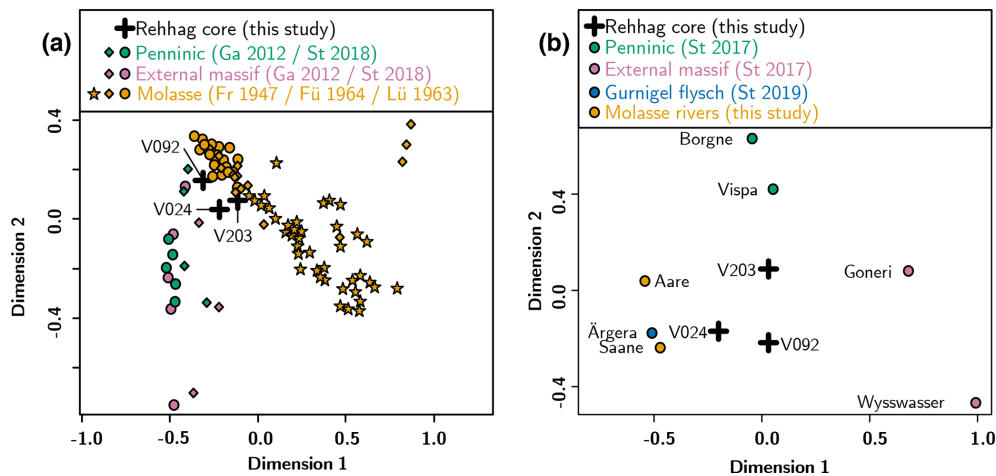 (a)
Rehhag core (this study)
Penninic (Ga 2012 / St 2018)
External massif (Ga 2012 / St 2018)
Molasse (Fr 1947 / Fü 1964 / Lü 1963)
0.4
0.0
-0.4
Dimension 2
V092
V024
V203
-1.0 -0.5 0.0 0.5 1.0
Dimension 1
(b)
Rehhag core (this study)
Penninic (St 2017)
External massif (St 2017)
Gurnigel flysch (St 2019)
Molasse rivers (this study)
0.4
0.0
-0.4
Dimension 2
Borgne
Vispa
V203
Goneri
Aare
Ärgera
V024
Saane
V092
Wysswasser
-0.5 0.0 0.5 1.0
Dimension 1